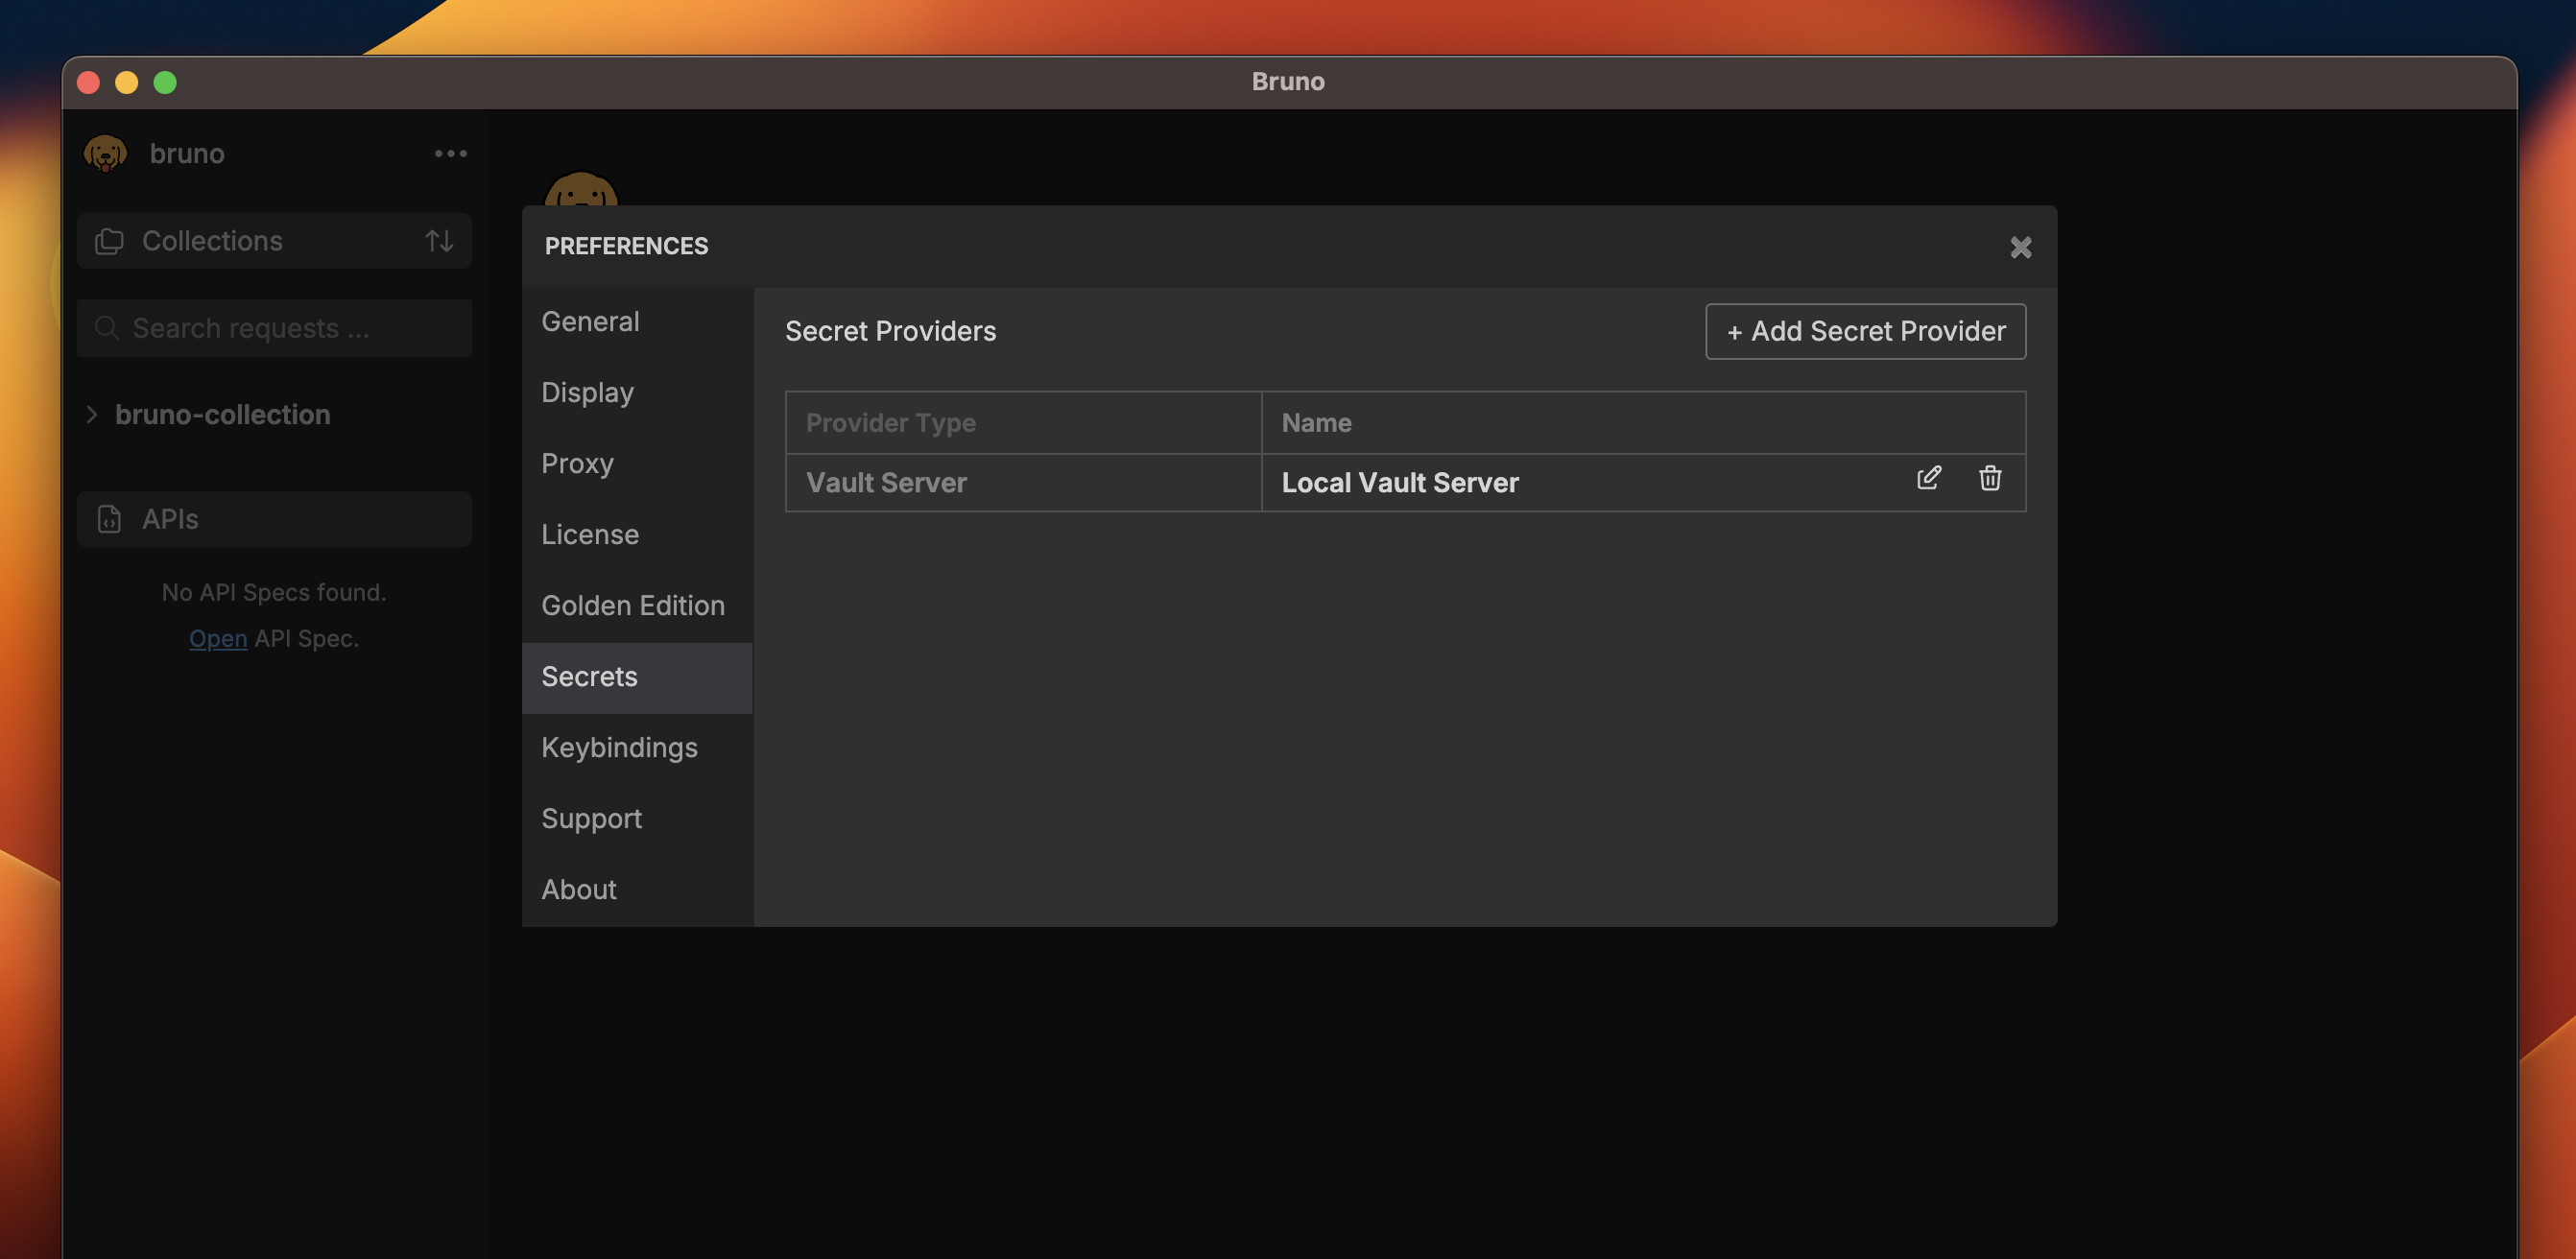 Bruno
bruno
Collections
Search requests ...
bruno-collection
APIs
No API Specs found.
Open API Spec.
PREFERENCES
General
Display
Proxy
License
Golden Edition
Secrets
Keybindings
Support
About
Secret Providers
+ Add Secret Provider
Provider Type Name
Vault Server Local Vault Server